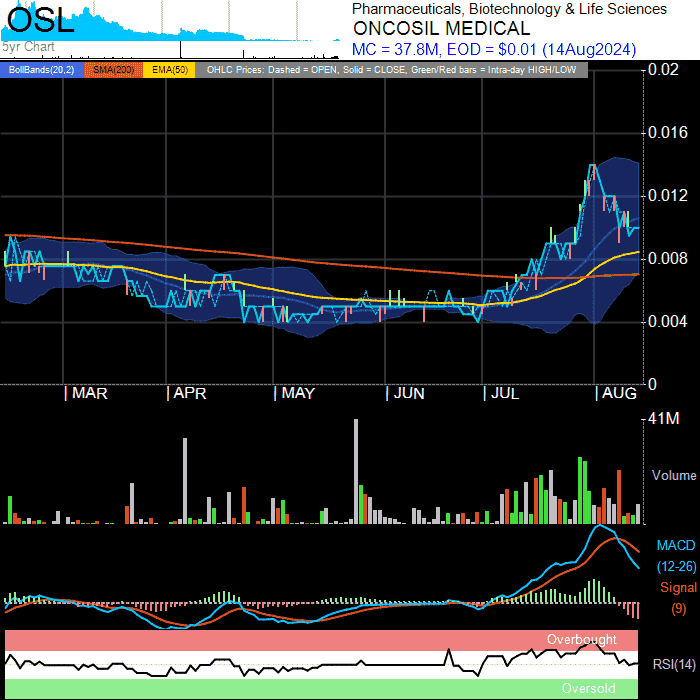 OSL
5yr Chart
Pharmaceuticals, Biotechnology & Life Sciences
ONCOSIL MEDICAL
MC = 37.8M, EOD = $0.01 (14Aug2024)
BollBands(20,2) SMA(200) EMA(50) OHLC Prices: Dashed = OPEN, Solid = CLOSE, Green/Red bars = Intra-day HIGH/LOW
0.02
0.016
0.012
0.008
0.004
0
| MAR | APR | MAY | JUN | JUL | AUG
41M
Volume
MACD
(12-26)
Signal
(9)
Overbought
RSI(14)
Oversold